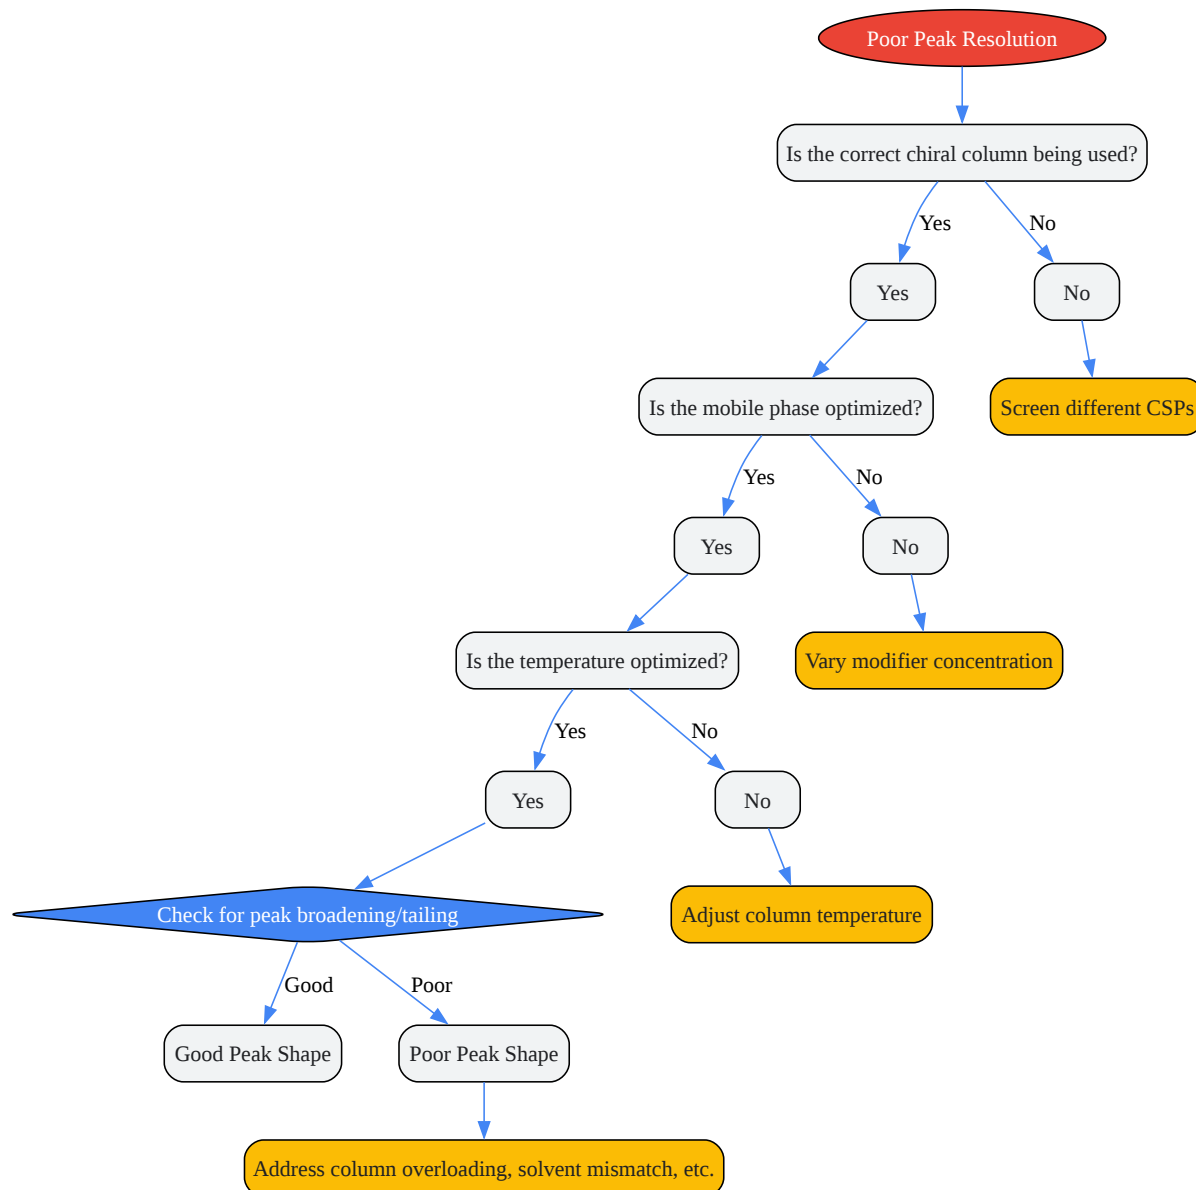 Poor Peak Resolution
Is the correct chiral column being used?
Yes
No
Yes
No
Is the mobile phase optimized?
Screen different CSPs
Yes
No
Yes
No
Is the temperature optimized?
Vary modifier concentration
Yes
No
Yes
No
Check for peak broadening/tailing
Adjust column temperature
Good
Poor
Good Peak Shape
Poor Peak Shape
Address column overloading, solvent mismatch, etc.